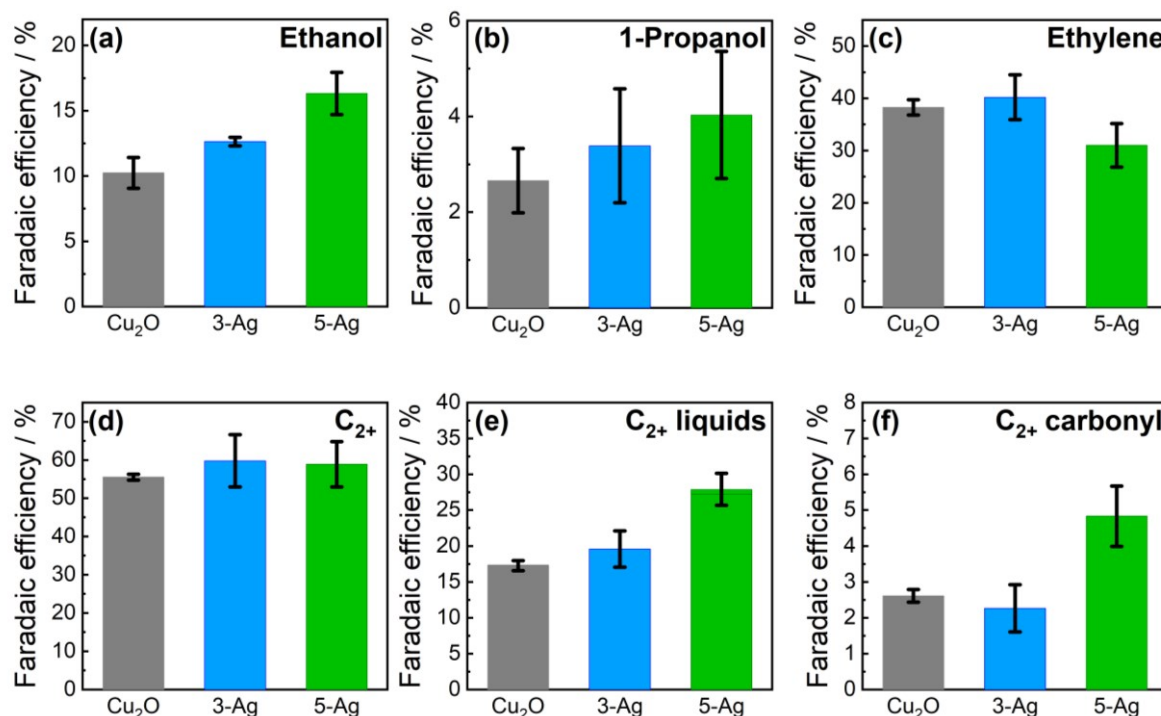 (a) Ethanol
Faradaic efficiency / %
20
15
10
5
0
Cu₂O 3-Ag 5-Ag
(b) 1-Propanol
Faradaic efficiency / %
6
4
2
0
Cu₂O 3-Ag 5-Ag
(c) Ethylene
Faradaic efficiency / %
50
40
30
20
10
0
Cu₂O 3-Ag 5-Ag
(d) C₂₊
Faradaic efficiency / %
70
60
50
40
30
20
10
0
Cu₂O 3-Ag 5-Ag
(e) C₂₊ liquids
Faradaic efficiency / %
40
35
30
25
20
15
10
5
0
Cu₂O 3-Ag 5-Ag
(f) C₂₊ carbonyl
Faradaic efficiency / %
8
7
6
5
4
3
2
1
0
Cu₂O 3-Ag 5-Ag